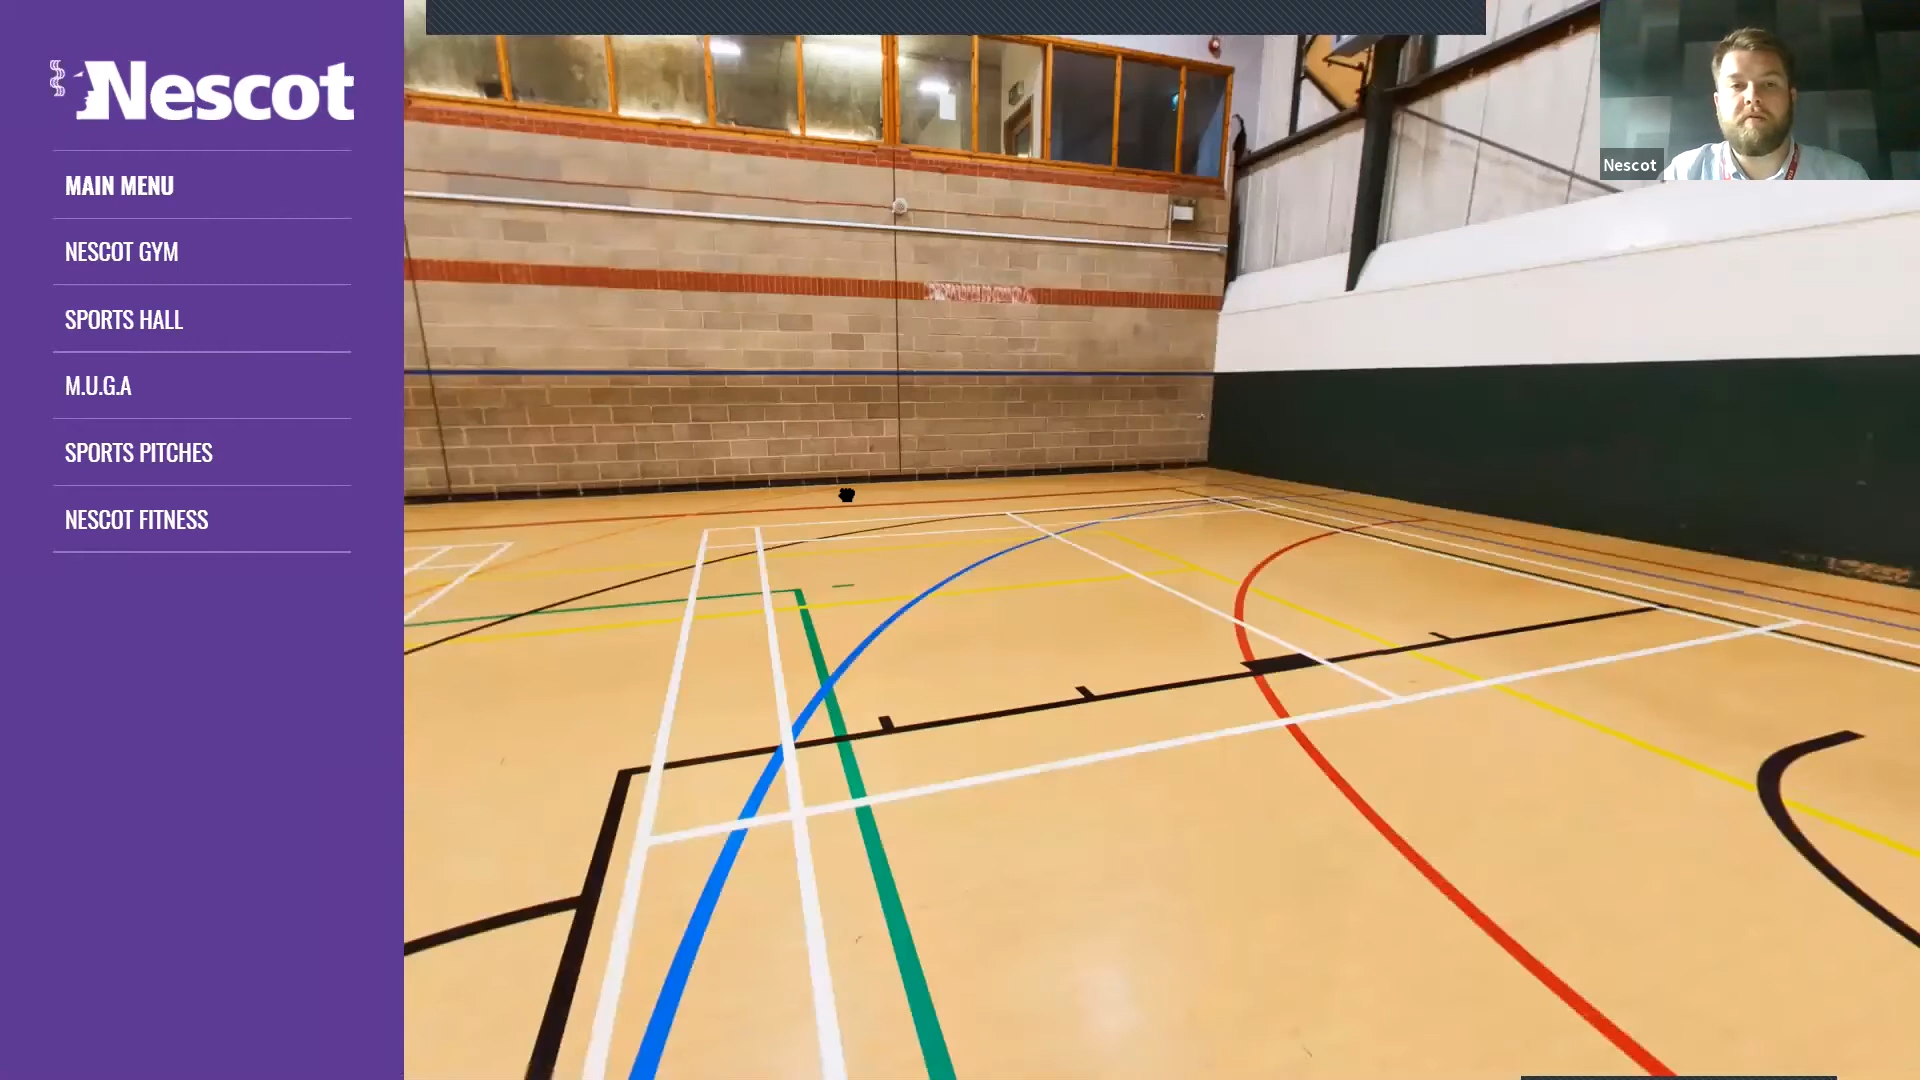 Nescot
MAIN MENU
NESCOT GYM
SPORTS HALL
M.U.G.A
SPORTS PITCHES
NESCOT FITNESS
Nescot